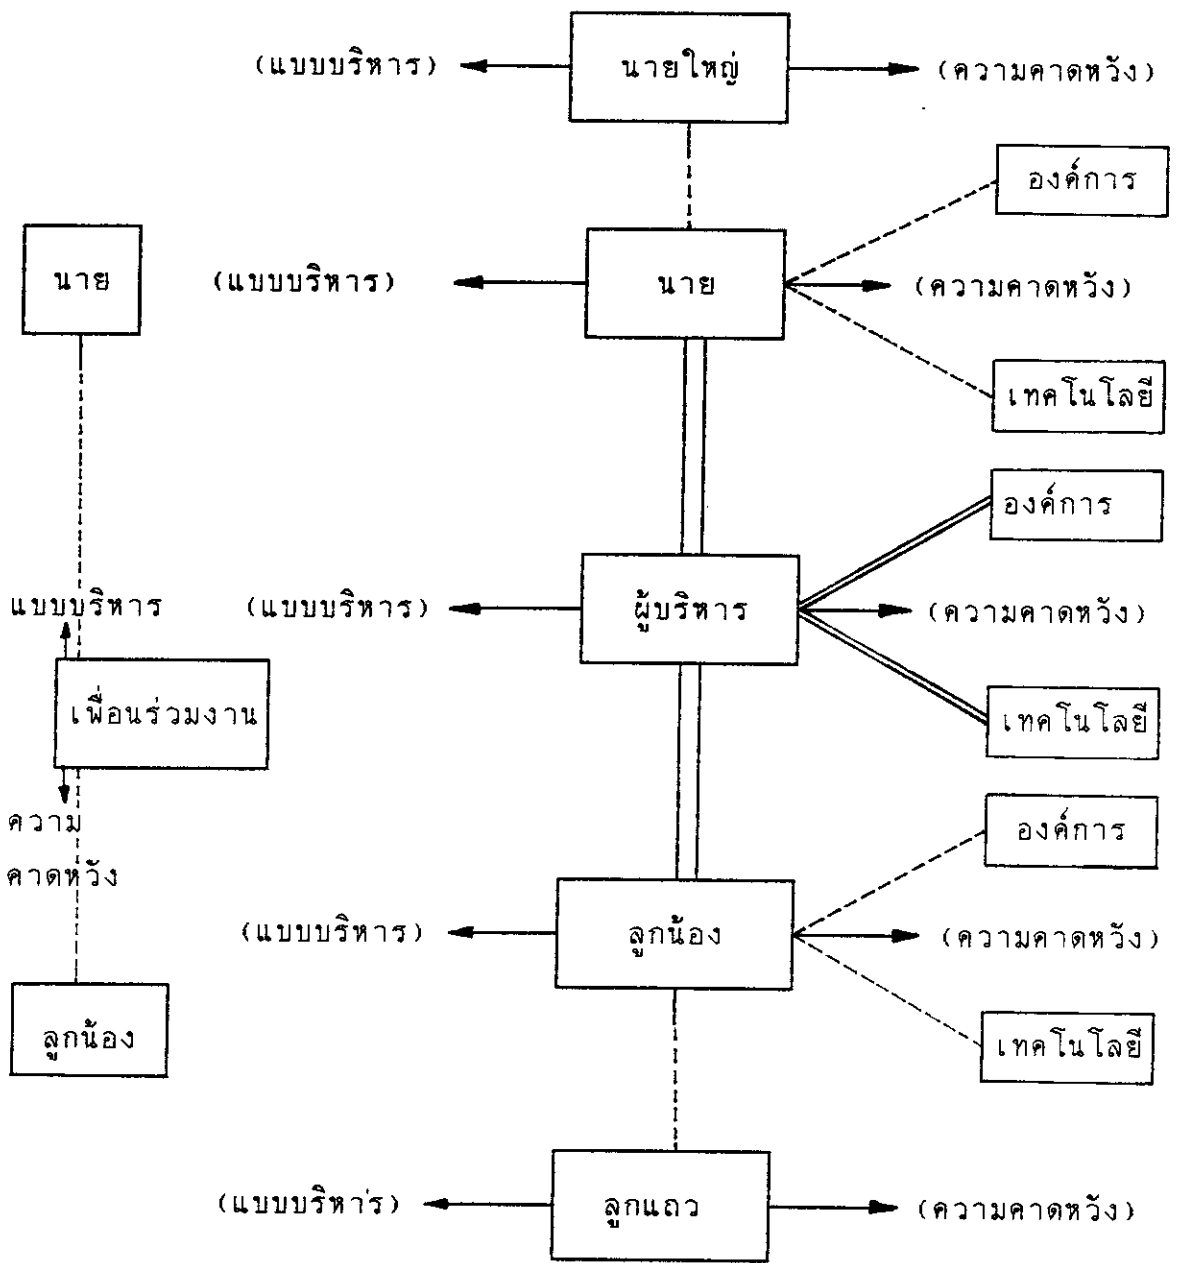 (แบบบริหาร) นายใหญ่ (ความคาดหวัง)
องค์การ
นาย (แบบบริหาร) นาย (ความคาดหวัง)
เทคโนโลยี
องค์การ
แบบบริหาร (แบบบริหาร) ผู้บริหาร (ความคาดหวัง)
เพื่อนร่วมงาน เทคโนโลยี
ความ องค์การ
คาดหวัง
(แบบบริหาร) ลูกน้อง (ความคาดหวัง)
ลูกน้อง เทคโนโลยี
(แบบบริหาร) ลูกแถว (ความคาดหวัง)